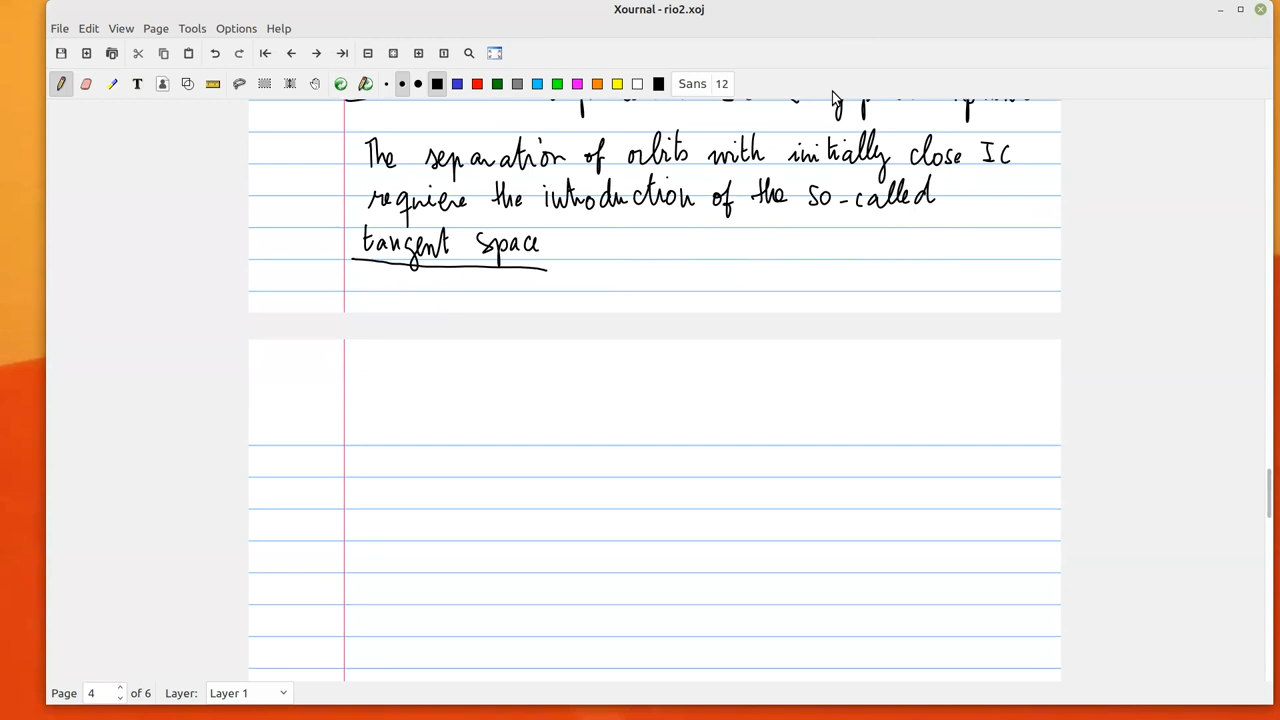 Xournal - rio2.xoj
File Edit View Page Tools Options Help
Sans 12
The separation of orbits with initially close IC
requiere the introduction of the so-called
tangent space
Page 4 of 6 Layer: Layer 1